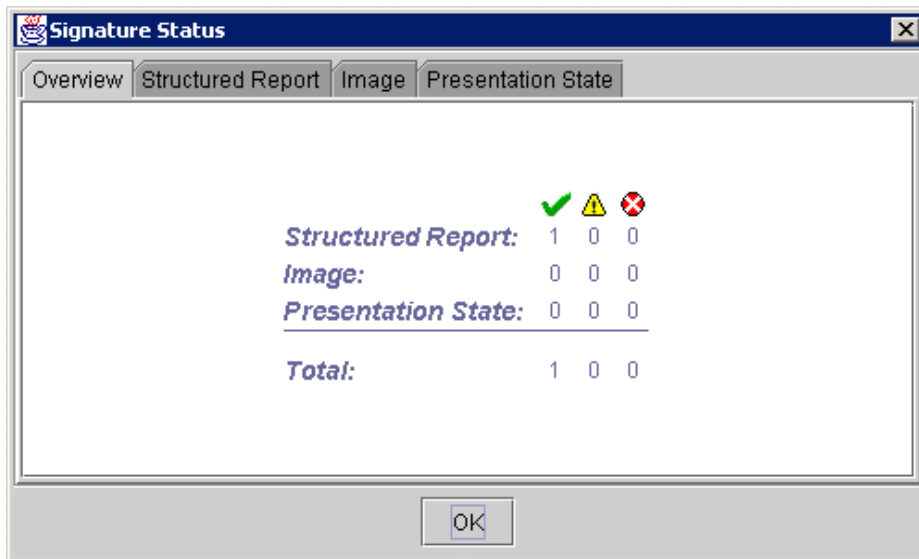 Signature Status
Overview Structured Report Image Presentation State
Structured Report: 1 0 0
Image: 0 0 0
Presentation State: 0 0 0
Total: 1 0 0
OK